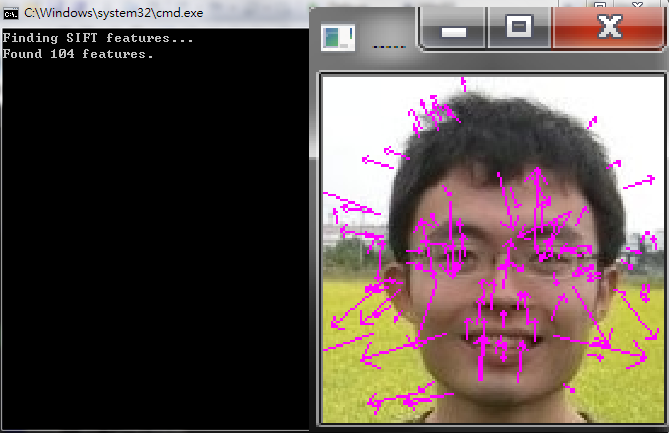 C:\Windows\system32\cmd.exe
Finding SIFT features...
Found 104 features.